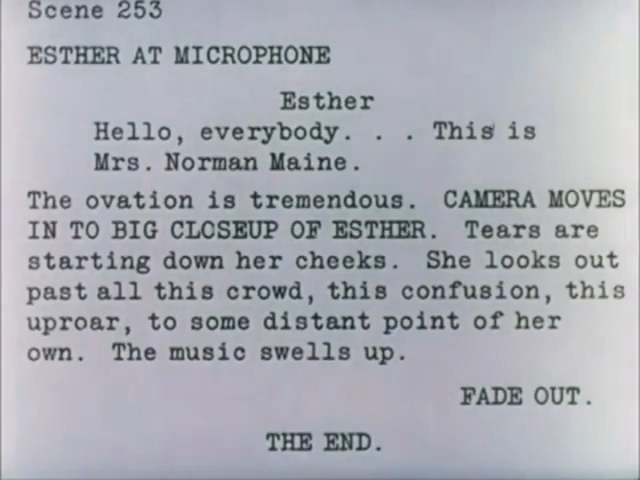 Scene 253
ESTHER AT MICROPHONE
Esther
Hello, everybody. . . This is
Mrs. Norman Maine.
The ovation is tremendous. CAMERA MOVES
IN TO BIG CLCSEUP OF ESTHER. Tears are
starting down her cheeks. She looks out
past all this crowd, this confusion, this
uproar, to some distant point of her
own. The music swells up.
FADE OUT.
THE END.